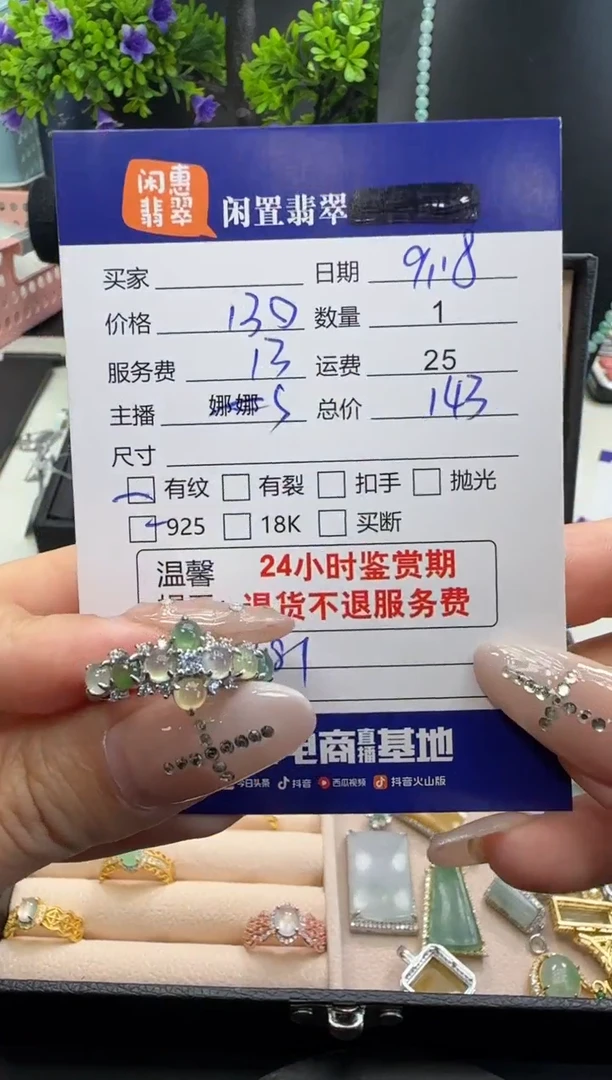 闲惠
翡翠
闲置翡翠
买家 日期 9.18
价格 130 数量 1
服务费 13 运费 25
主播 娜娜 S 总价 143
尺寸
有纹 有裂 扣手 抛光
925 18K 买断
温馨 24小时鉴赏期
退货不退服务费
81
电商直播基地
今日头条 抖音 西瓜视频 抖音火山版